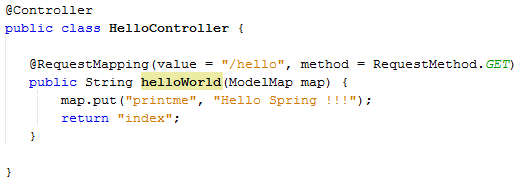 @Controller
public class HelloController {
@RequestMapping(value = "/hello", method = RequestMethod.GET)
public String helloWorld(ModelMap map) {
map.put("printme", "Hello Spring !!!");
return "index";
}
}